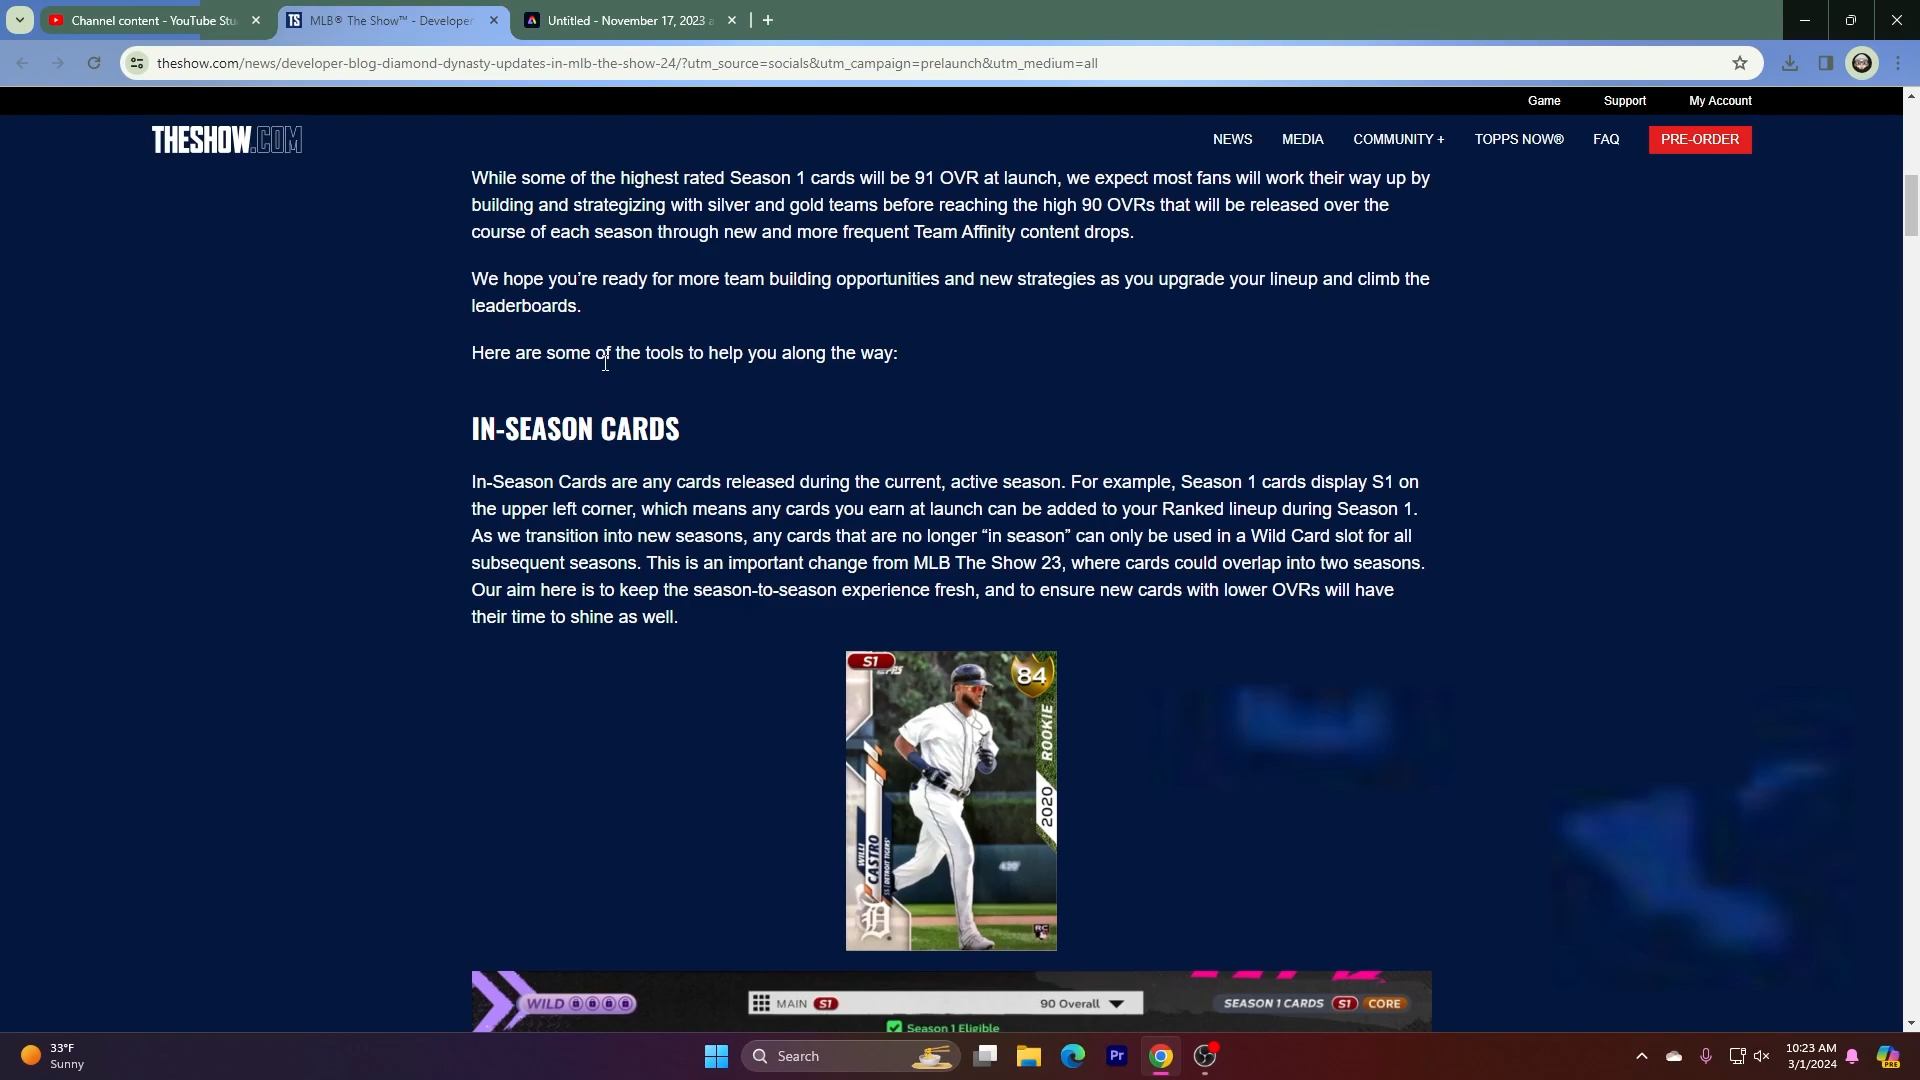 Channel content - YouTube Stu
MLB® The Show™ - Developer
Untitled - November 17, 2023 a
theshow.com/news/developer-blog-diamond-dynasty-updates-in-mlb-the-show-24/?utm_source=socials&utm_campaign=prelaunch&utm_medium=all
Game Support My Account
THESHOW.COM
NEWS MEDIA COMMUNITY + TOPPS NOW® FAQ PRE-ORDER
While some of the highest rated Season 1 cards will be 91 OVR at launch, we expect most fans will work their way up by
building and strategizing with silver and gold teams before reaching the high 90 OVRs that will be released over the
course of each season through new and more frequent Team Affinity content drops.
We hope you’re ready for more team building opportunities and new strategies as you upgrade your lineup and climb the
leaderboards.
Here are some of the tools to help you along the way:
IN-SEASON CARDS
In-Season Cards are any cards released during the current, active season. For example, Season 1 cards display S1 on
the upper left corner, which means any cards you earn at launch can be added to your Ranked lineup during Season 1.
As we transition into new seasons, any cards that are no longer “in season” can only be used in a Wild Card slot for all
subsequent seasons. This is an important change from MLB The Show 23, where cards could overlap into two seasons.
Our aim here is to keep the season-to-season experience fresh, and to ensure new cards with lower OVRs will have
their time to shine as well.
S1
84
ROOKIE
2020
WILLI
CASTRO
SS | DETROIT TIGERS®
420'
RC
WILD
MAIN S1 90 Overall
SEASON 1 CARDS S1 CORE
Season 1 Eligible
33°F
Sunny
Search
Pr
10:23 AM
3/1/2024
PRE